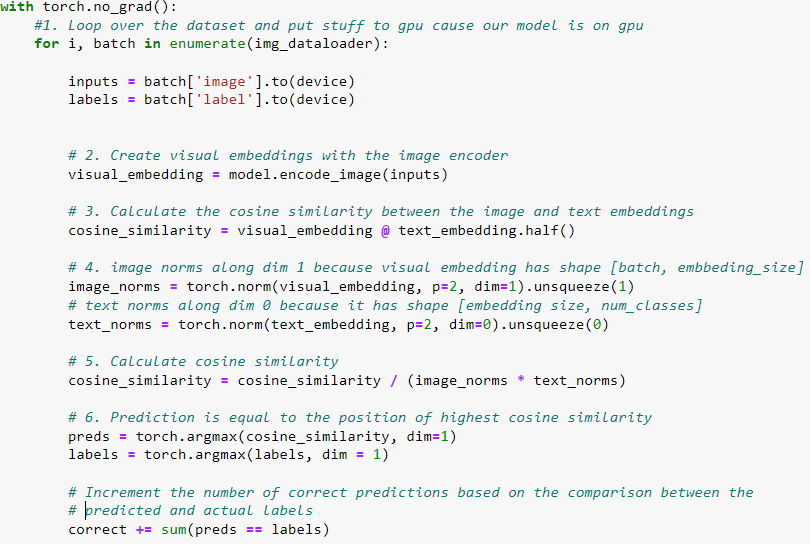 with torch.no_grad():
    #1. Loop over the dataset and put stuff to gpu cause our model is on gpu
    for i, batch in enumerate(img_dataloader):
        inputs = batch['image'].to(device)
        labels = batch['label'].to(device)
        # 2. Create visual embeddings with the image encoder
        visual_embedding = model.encode_image(inputs)
        # 3. Calculate the cosine similarity between the image and text embeddings
        cosine_similarity = visual_embedding @ text_embedding.half()
        # 4. image norms along dim 1 because visual embedding has shape [batch, embbeding_size]
        image_norms = torch.norm(visual_embedding, p=2, dim=1).unsqueeze(1)
        # text norms along dim 0 because it has shape [embedding size, num_classes]
        text_norms = torch.norm(text_embedding, p=2, dim=0).unsqueeze(0)
        # 5. Calculate cosine similarity
        cosine_similarity = cosine_similarity / (image_norms * text_norms)
        # 6. Prediction is equal to the position of highest cosine similarity
        preds = torch.argmax(cosine_similarity, dim=1)
        labels = torch.argmax(labels, dim = 1)
        # Increment the number of correct predictions based on the comparison between the
        # predicted and actual labels
        correct += sum(preds == labels)